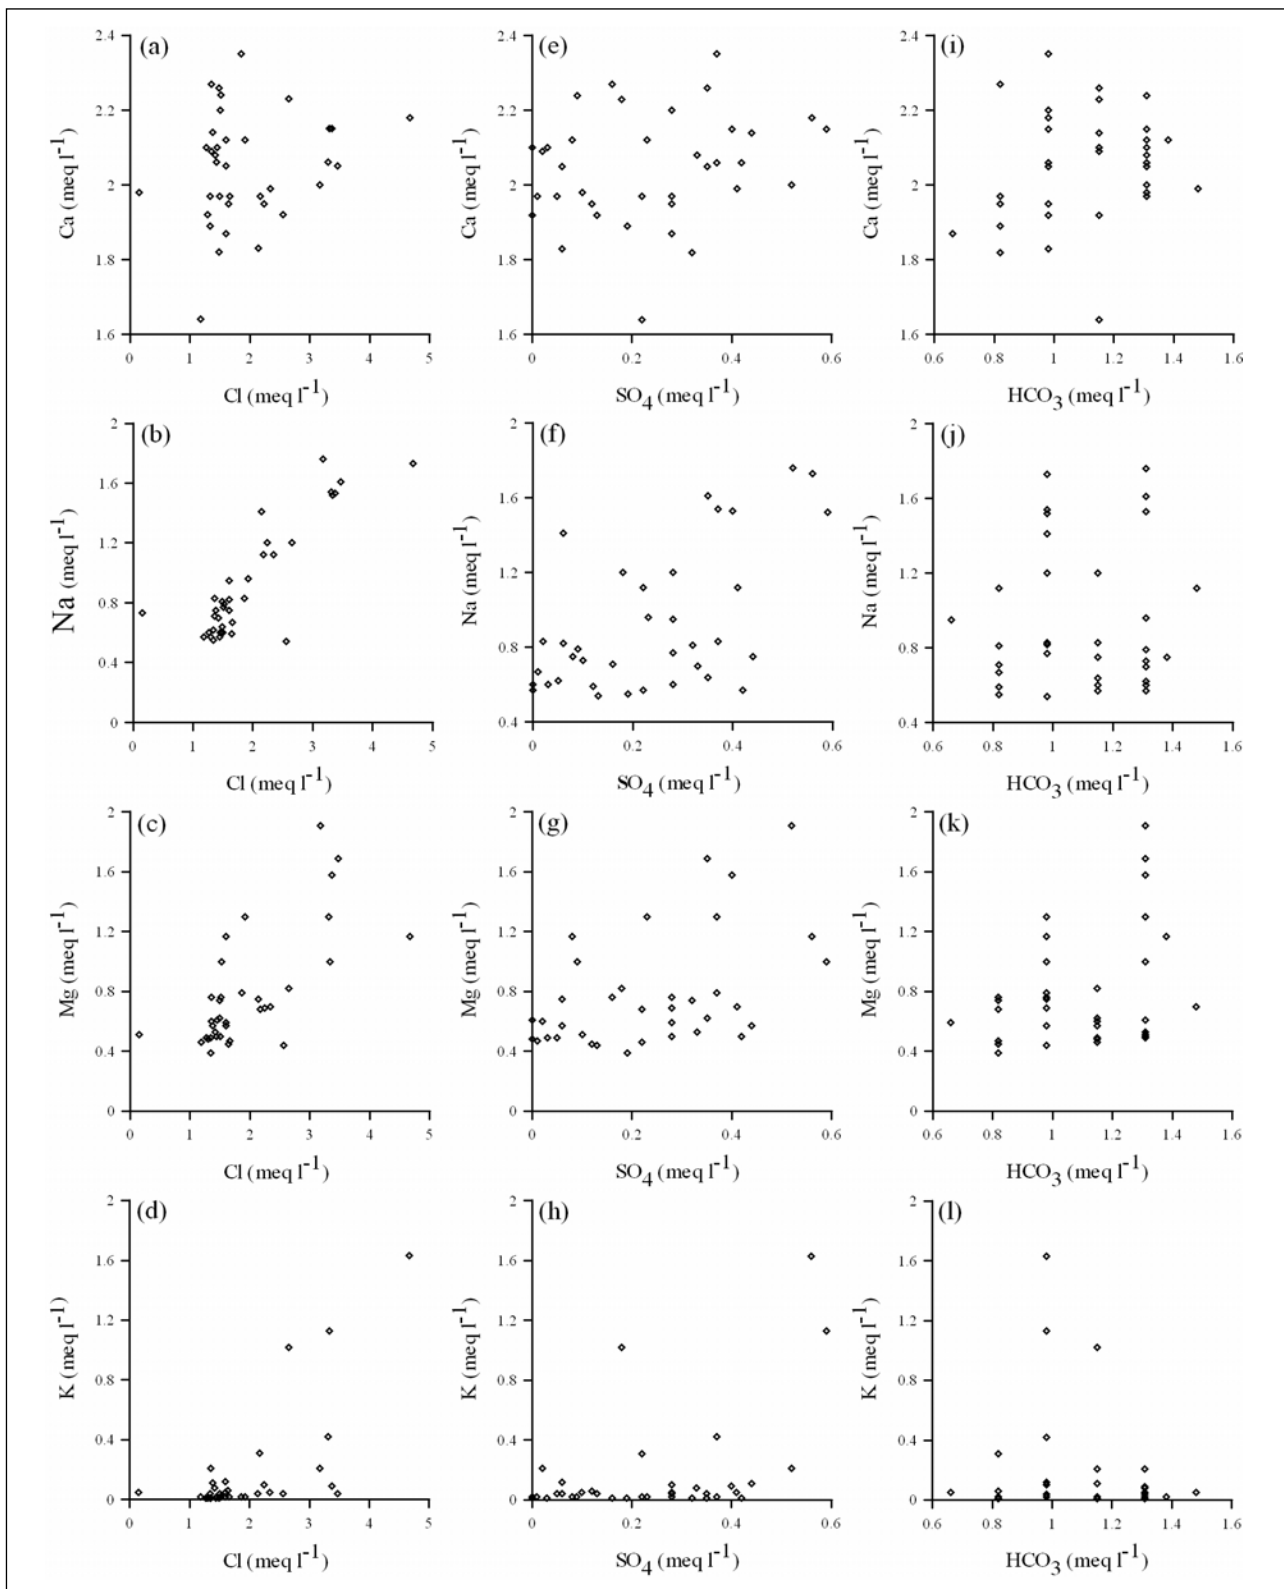 (a)
2.4
2.2
2
1.8
1.6
Ca (meq l-1)
0 1 2 3 4 5
Cl (meq l-1)
(e)
2.4
2.2
2
1.8
1.6
Ca (meq l-1)
0 0.2 0.4 0.6
SO4 (meq l-1)
(i)
2.4
2.2
2
1.8
1.6
Ca (meq l-1)
0.6 0.8 1 1.2 1.4 1.6
HCO3 (meq l-1)
(b)
2
1.6
1.2
0.8
0.4
0
Na (meq l-1)
0 1 2 3 4 5
Cl (meq l-1)
(f)
2
1.6
1.2
0.8
0.4
Na (meq l-1)
0 0.2 0.4 0.6
SO4 (meq l-1)
(j)
2
1.6
1.2
0.8
0.4
Na (meq l-1)
0.6 0.8 1 1.2 1.4 1.6
HCO3 (meq l-1)
(c)
2
1.6
1.2
0.8
0.4
0
Mg (meq l-1)
0 1 2 3 4 5
Cl (meq l-1)
(g)
2
1.6
1.2
0.8
0.4
0
Mg (meq l-1)
0 0.2 0.4 0.6
SO4 (meq l-1)
(k)
2
1.6
1.2
0.8
0.4
0
Mg (meq l-1)
0.6 0.8 1 1.2 1.4 1.6
HCO3 (meq l-1)
(d)
2
1.6
1.2
0.8
0.4
0
K (meq l-1)
0 1 2 3 4 5
Cl (meq l-1)
(h)
2
1.6
1.2
0.8
0.4
0
K (meq l-1)
0 0.2 0.4 0.6
SO4 (meq l-1)
(l)
2
1.6
1.2
0.8
0.4
0
K (meq l-1)
0.6 0.8 1 1.2 1.4 1.6
HCO3 (meq l-1)